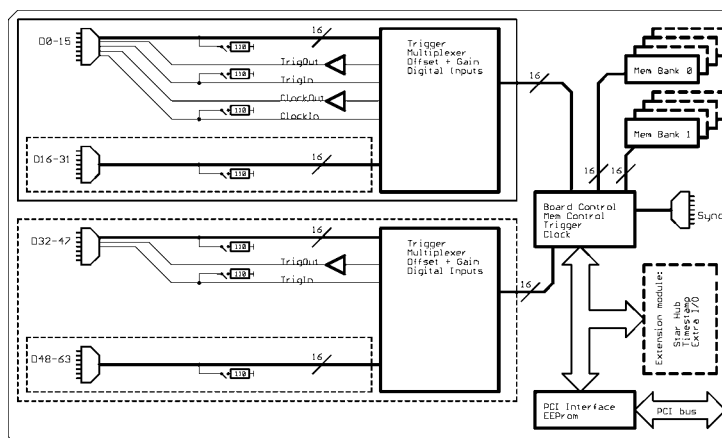 D0-15
16
110
TrigOut
110
TrigIn
ClockOut
110
ClockIn
Trigger
Multiplexer
Offset + Gain
Digital Inputs
16
Mem Bank 0
Mem Bank 1
D16-31
16
110
16
16
Board Control
Mem Control
Trigger
Clock
Sync
D32-47
16
110
TrigOut
110
TrigIn
Trigger
Multiplexer
Offset + Gain
Digital Inputs
16
Extension module:
Star Hub
Timestamp
Extra I/O
D48-63
16
110
PCI Interface
EEProm
PCI bus